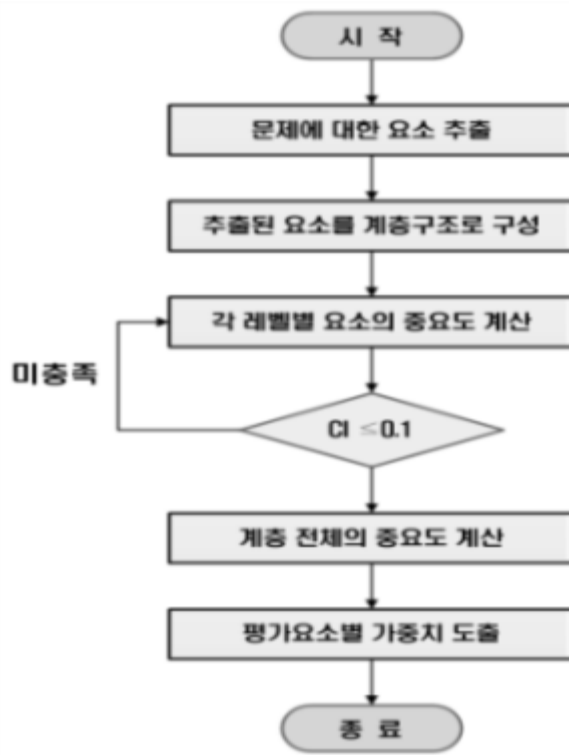 시 작
문제에 대한 요소 추출
추출된 요소를 계층구조로 구성
각 레벨별 요소의 중요도 계산
미충족
CI ≤0.1
계층 전체의 중요도 계산
평가요소별 가중치 도출
종 료